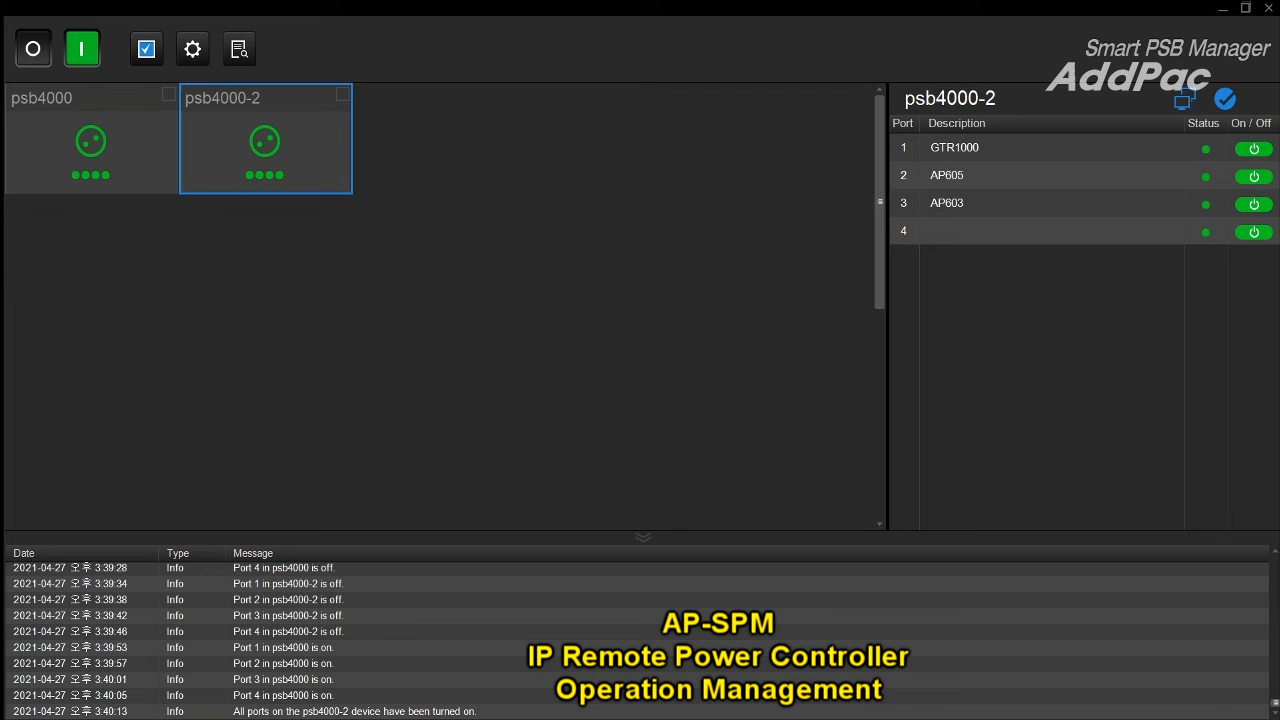 Smart PSB Manager
AddPac
psb4000
psb4000-2
psb4000-2
Port Description Status On / Off
1 GTR1000
2 AP605
3 AP603
4
Date Type Message
2021-04-27 오후 3:39:28 Info Port 4 in psb4000 is off.
2021-04-27 오후 3:39:34 Info Port 1 in psb4000-2 is off.
2021-04-27 오후 3:39:38 Info Port 2 in psb4000-2 is off.
2021-04-27 오후 3:39:42 Info Port 3 in psb4000-2 is off.
2021-04-27 오후 3:39:46 Info Port 4 in psb4000-2 is off.
2021-04-27 오후 3:39:53 Info Port 1 in psb4000 is on.
2021-04-27 오후 3:39:57 Info Port 2 in psb4000 is on.
2021-04-27 오후 3:40:01 Info Port 3 in psb4000 is on.
2021-04-27 오후 3:40:05 Info Port 4 in psb4000 is on.
2021-04-27 오후 3:40:13 Info All ports on the psb4000-2 device have been turned on.
AP-SPM
IP Remote Power Controller
Operation Management